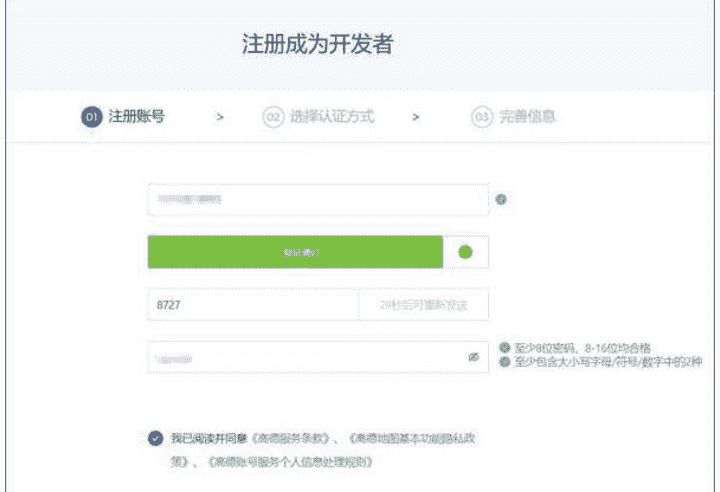 注册成为开发者
01 注册账号 > 02 选择认证方式 > 03 完善信息
8727 28秒后可重新发送
至少8位密码，8-16位均合格
至少包含大小写字母/符号/数字中的2种
我已阅读并同意《高德服务条款》、《高德地图基本功能隐私政
策》、《高德账号服务个人信息处理规则》